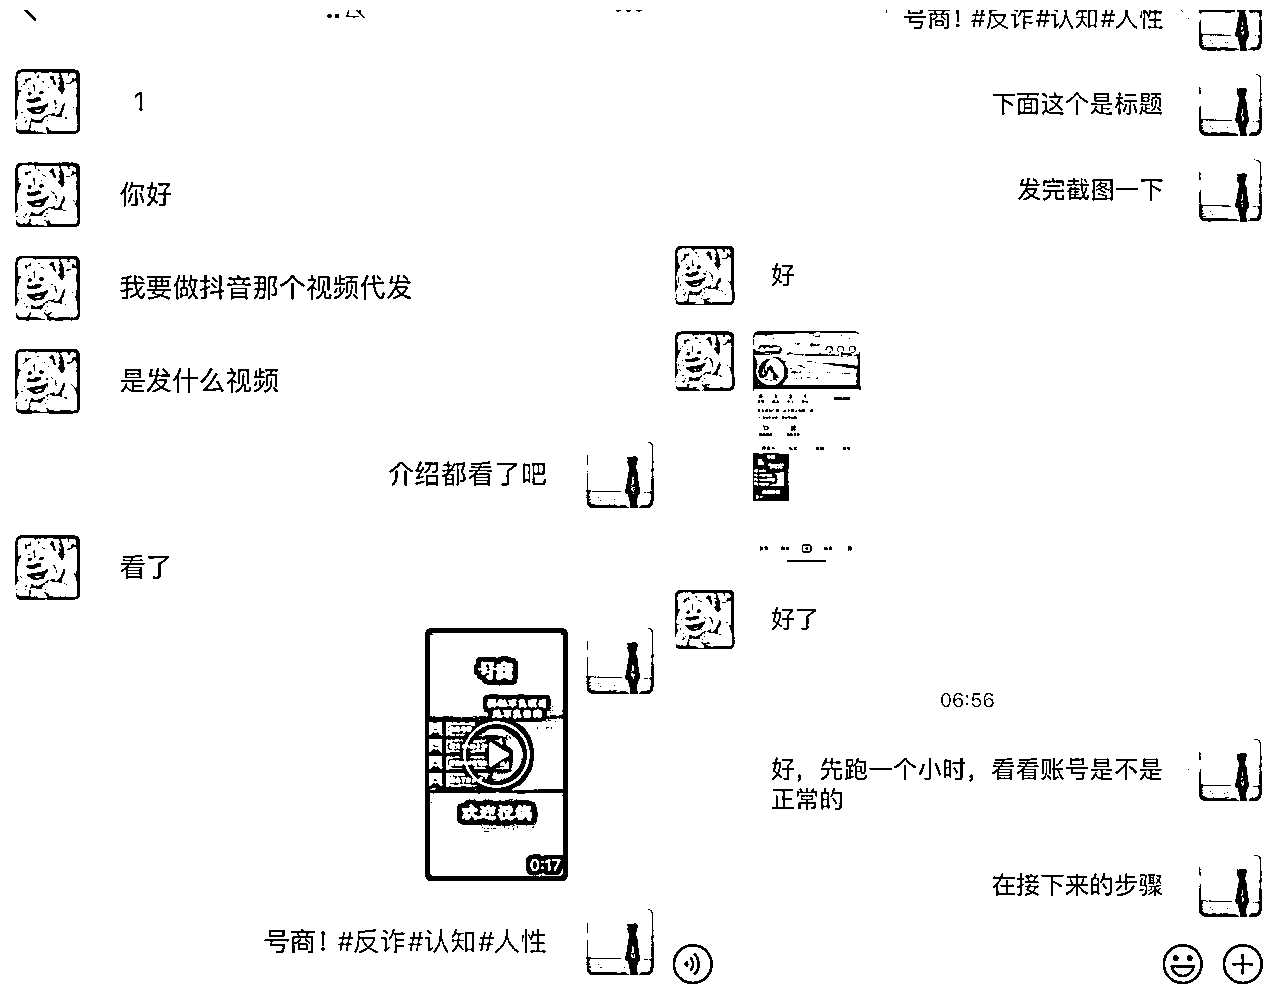 1
你好
我要做抖音那个视频代发
是发什么视频
介绍都看了吧
看了
号商
欢迎投稿
0:17
号商! #反诈#认知#人性
号商! #反诈#认知#人性
下面这个是标题
发完截图一下
好
好了
06:56
好，先跑一个小时，看看账号是不是
正常的
在接下来的步骤